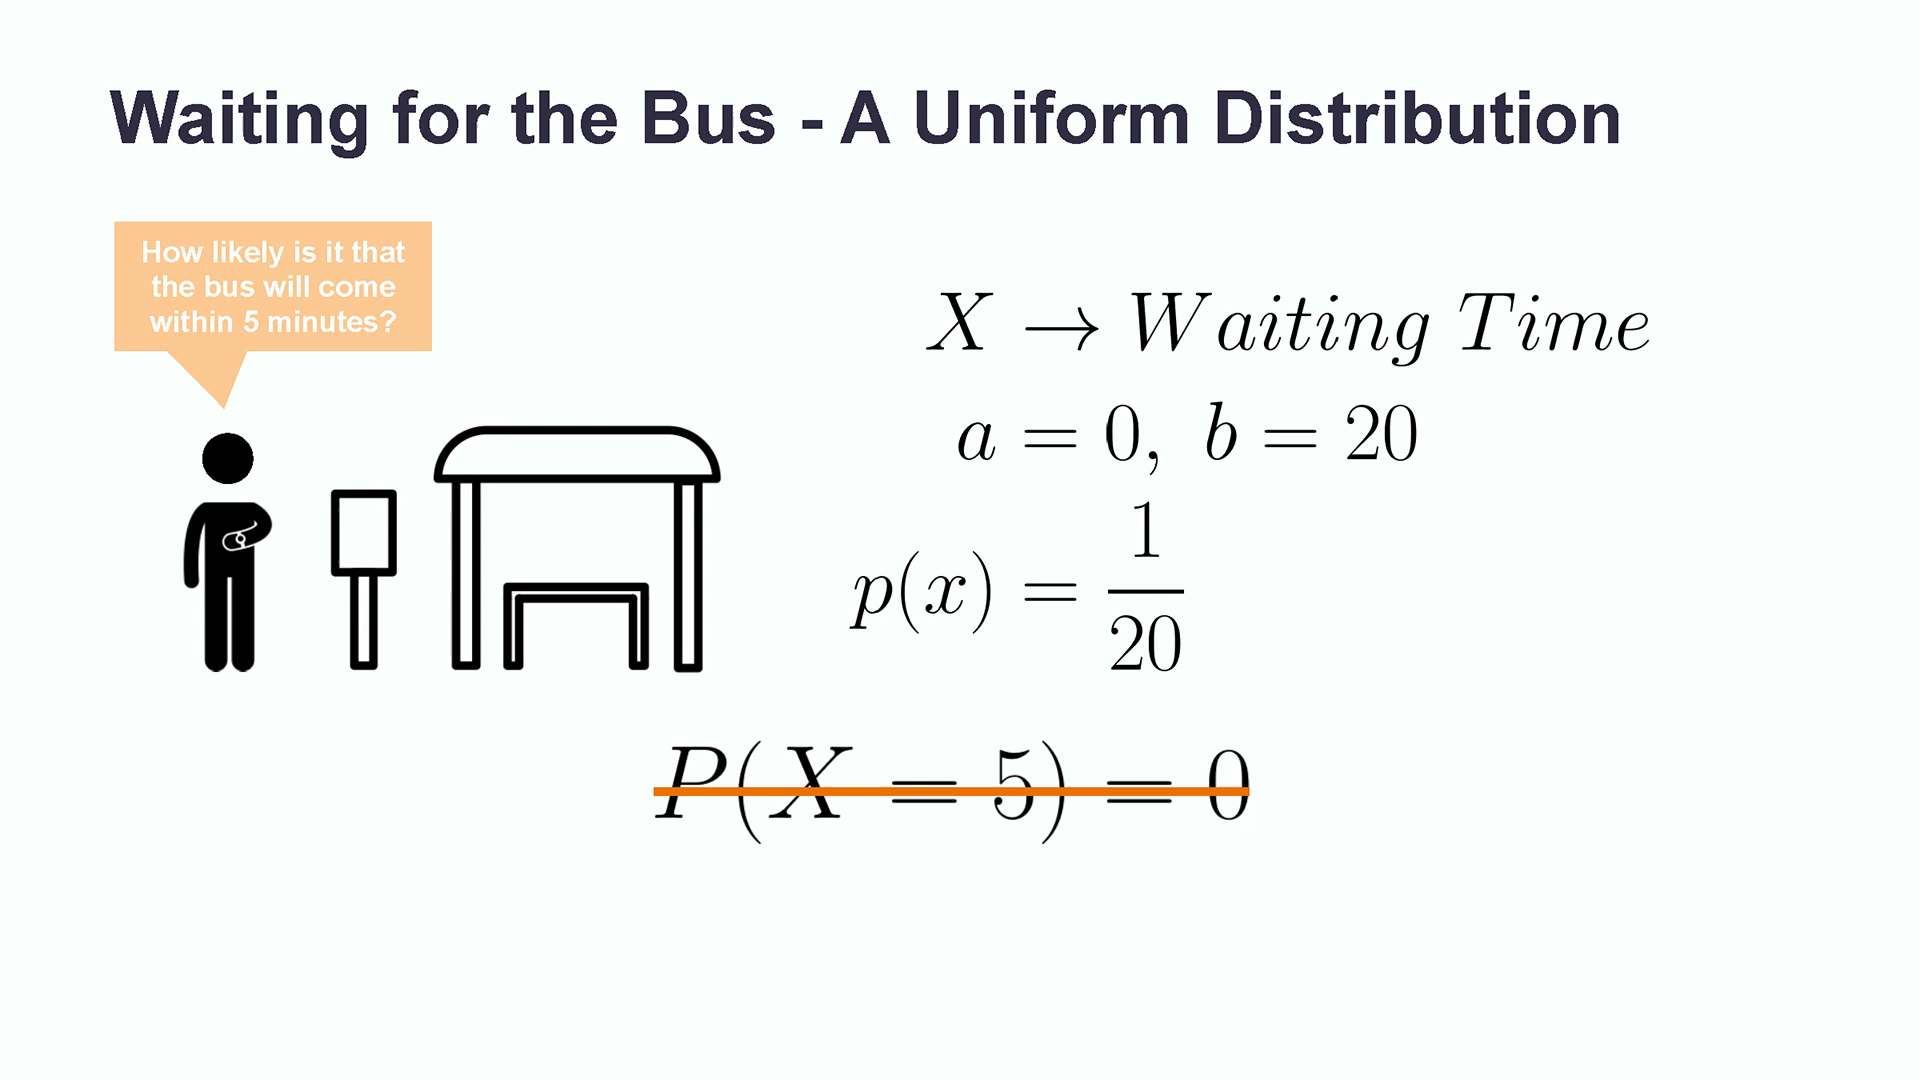 Waiting for the Bus - A Uniform Distribution
How likely is it that
the bus will come
within 5 minutes?
X → Waiting Time
a = 0, b = 20
p(x) = 1/20
P(X = 5) = 0